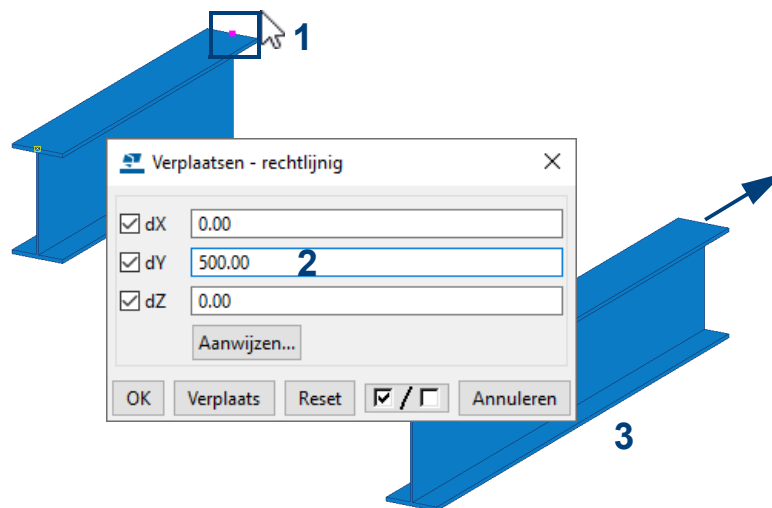 1
Verplaatsen - rechtlijnig
dX 0.00
dY 500.00 2
dZ 0.00
Aanwijzen...
OK Verplaats Reset / Annuleren
3